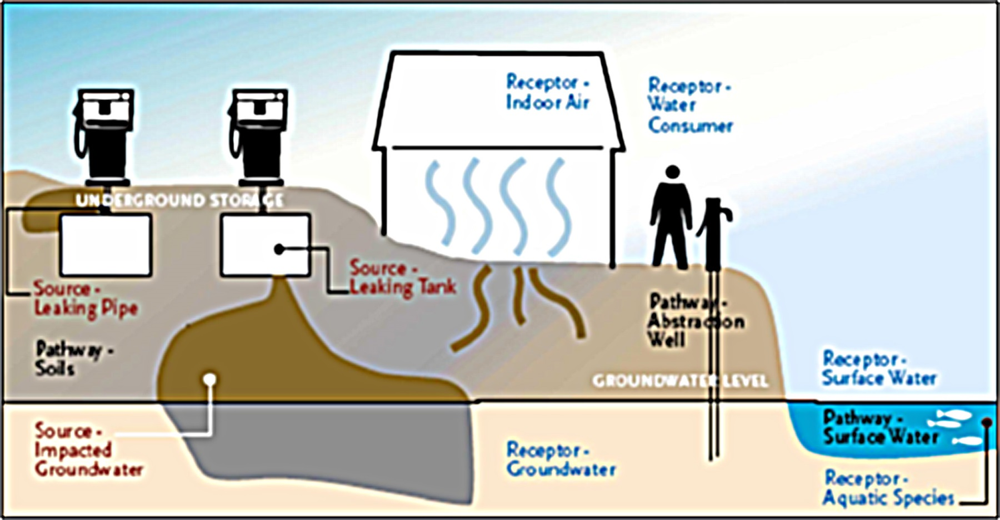 Receptor -
Indoor Air
Receptor -
Water
Consumer
UNDERGROUND STORAGE
Source -
Leaking Tank
Source -
Leaking Pipe
Pathway -
Abstraction
Well
Pathway -
Soils
Receptor -
Surface Water
GROUNDWATER LEVEL
Pathway -
Surface Water
Source -
Impacted
Groundwater
Receptor -
Groundwater
Receptor -
Aquatic Species